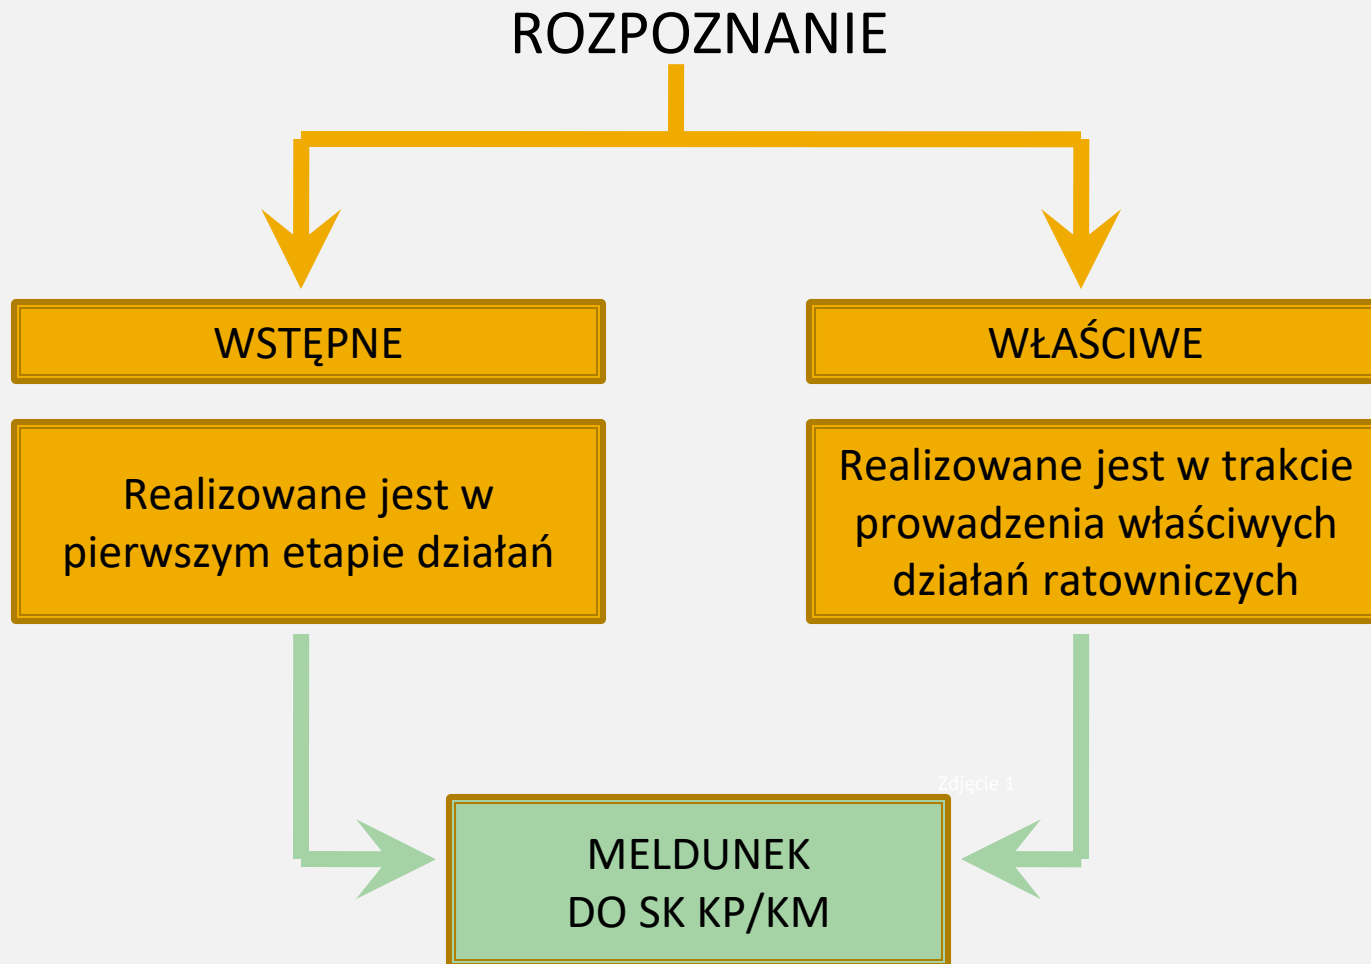 ROZPOZNANIE
WSTĘPNE
WŁAŚCIWE
Realizowane jest w
pierwszym etapie działań
Realizowane jest w trakcie
prowadzenia właściwych
działań ratowniczych
Zdjęcie 1
MELDUNEK
DO SK KP/KM